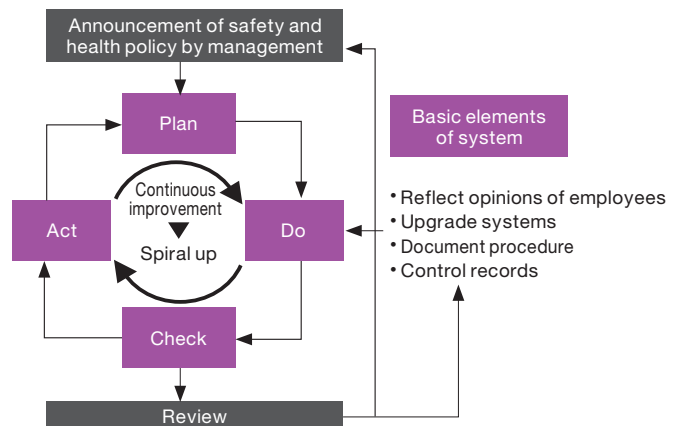 Announcement of safety and
health policy by management
Plan
Basic elements
of system
Continuous
improvement
Spiral up
Act
Do
• Reflect opinions of employees
• Upgrade systems
• Document procedure
• Control records
Check
Review